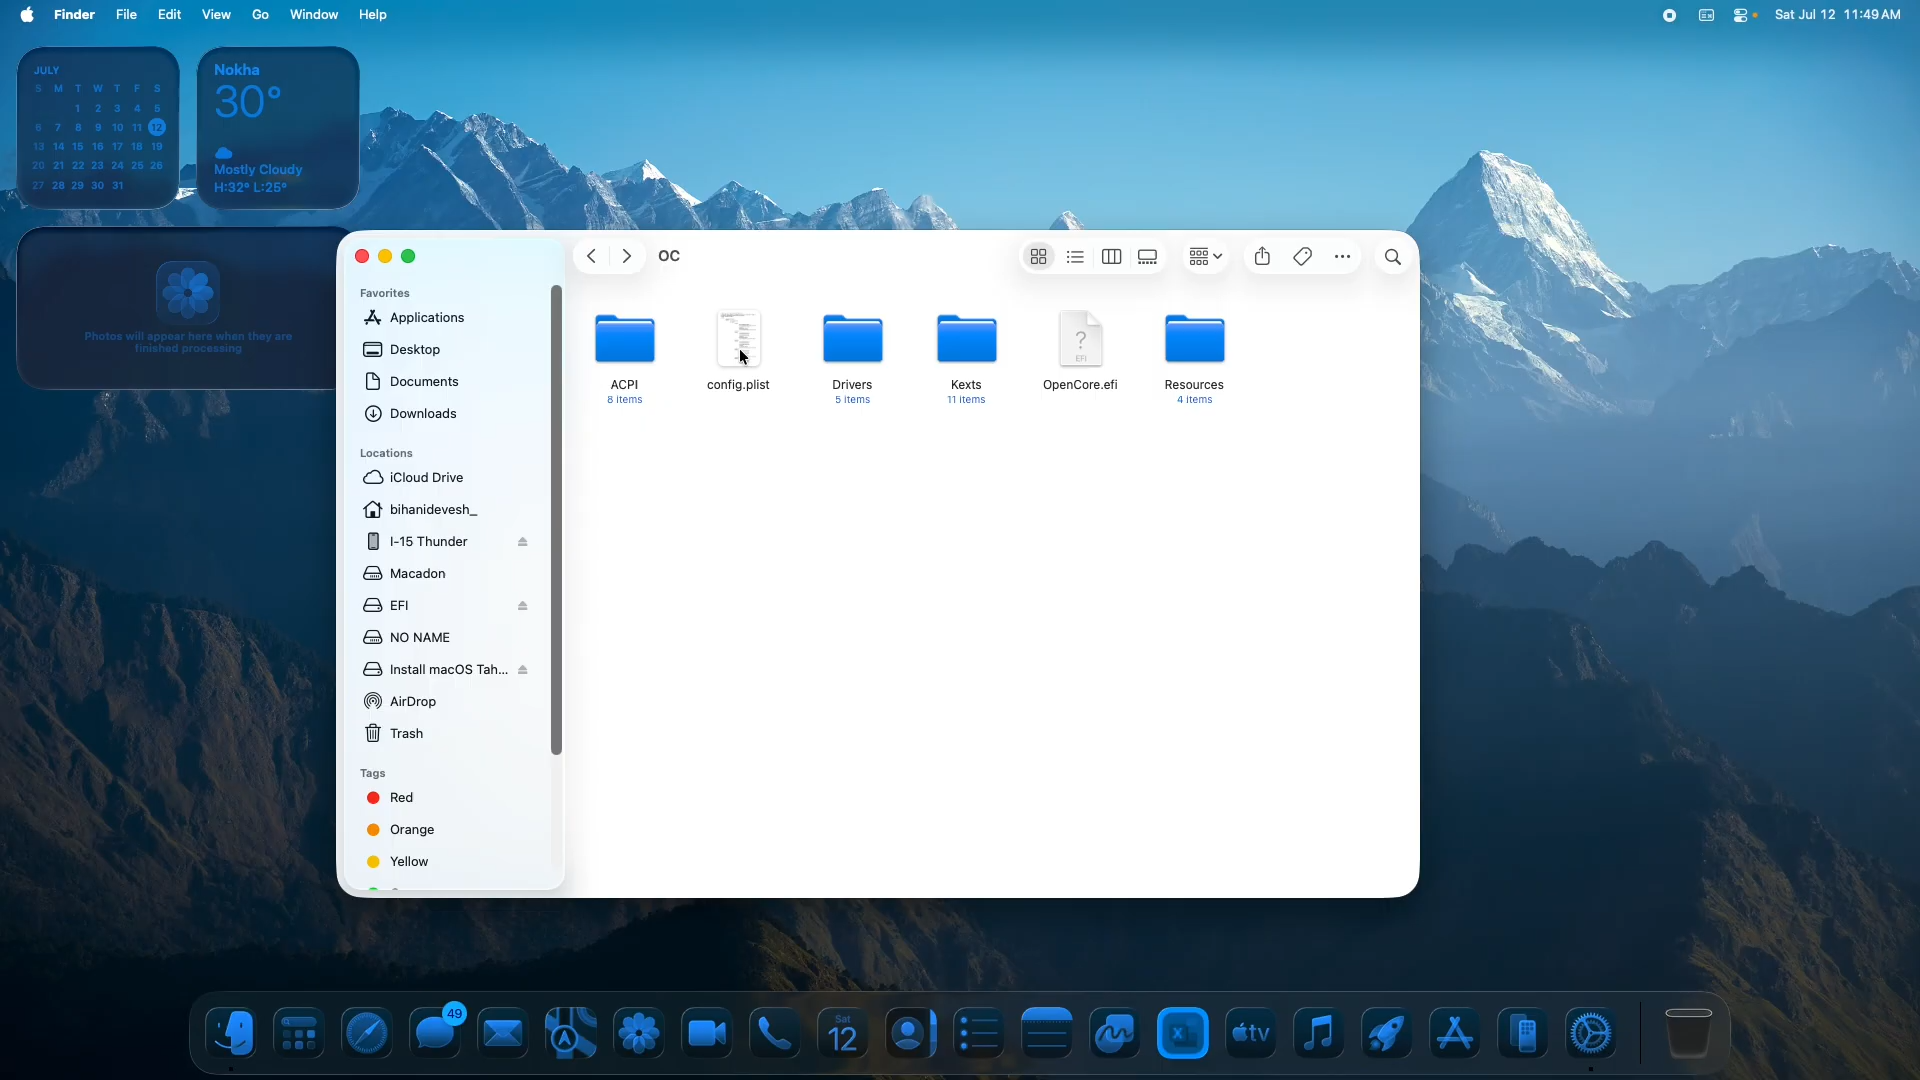 Finder File Edit View Go Window Help
Sat Jul 12 11:49 AM
JULY
S M T W T F S
1 2 3 4 5
6 7 8 9 10 11 12
13 14 15 16 17 18 19
20 21 22 23 24 25 26
27 28 29 30 31
Nokha
30°
Mostly Cloudy
H:32° L:25°
Photos will appear here when they are
finished processing
OC
Favorites
Applications
Desktop
Documents
Downloads
Locations
iCloud Drive
bihanidevesh_
I-15 Thunder
Macadon
EFI
NO NAME
Install macOS Tah...
AirDrop
Trash
Tags
Red
Orange
Yellow
ACPI
8 items
config.plist
Drivers
5 items
Kexts
11 items
?
EFI
OpenCore.efi
Resources
4 items
49
Sat
12
X
tv